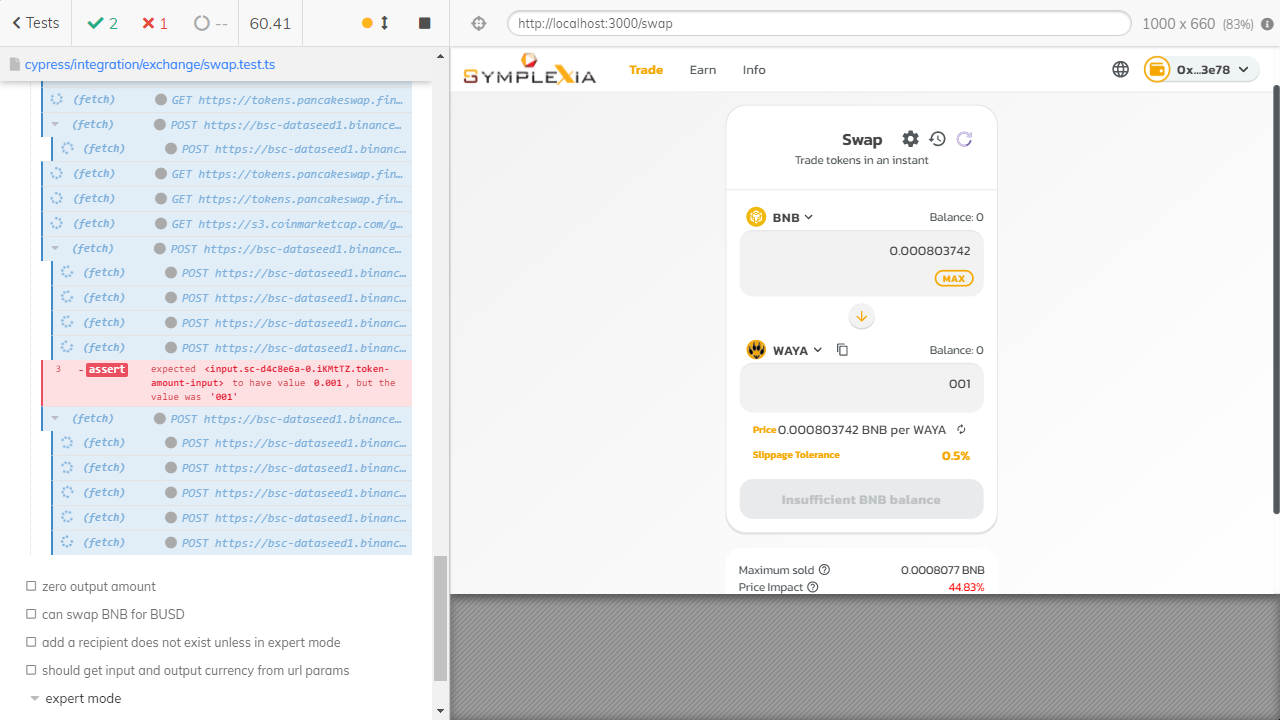 Tests
2
1
--
60.41
http://localhost:3000/swap
1000 x 660 (83%)
cypress/integration/exchange/swap.test.ts
(fetch) GET https://tokens.pancakeswap.fin…
(fetch) POST https://bsc-dataseed1.binance…
(fetch) POST https://bsc-dataseed1.binanc…
(fetch) GET https://tokens.pancakeswap.fin…
(fetch) GET https://tokens.pancakeswap.fin…
(fetch) GET https://s3.coinmarketcap.com/g…
(fetch) POST https://bsc-dataseed1.binance…
(fetch) POST https://bsc-dataseed1.binanc…
(fetch) POST https://bsc-dataseed1.binanc…
(fetch) POST https://bsc-dataseed1.binanc…
(fetch) POST https://bsc-dataseed1.binanc…
3 -assert expected <input.sc-d4c8e6a-0.iKMtTZ.token-
amount-input> to have value 0.001, but the
value was '001'
(fetch) POST https://bsc-dataseed1.binance…
(fetch) POST https://bsc-dataseed1.binanc…
(fetch) POST https://bsc-dataseed1.binanc…
(fetch) POST https://bsc-dataseed1.binanc…
(fetch) POST https://bsc-dataseed1.binanc…
(fetch) POST https://bsc-dataseed1.binanc…
zero output amount
can swap BNB for BUSD
add a recipient does not exist unless in expert mode
should get input and output currency from url params
expert mode
SYMPLEXIA
Trade
Earn
Info
0x...3e78
Swap
Trade tokens in an instant
BNB
Balance: 0
0.000803742
MAX
WAYA
Balance: 0
001
Price 0.000803742 BNB per WAYA
Slippage Tolerance 0.5%
Insufficient BNB balance
Maximum sold 0.0008077 BNB
Price Impact 44.83%